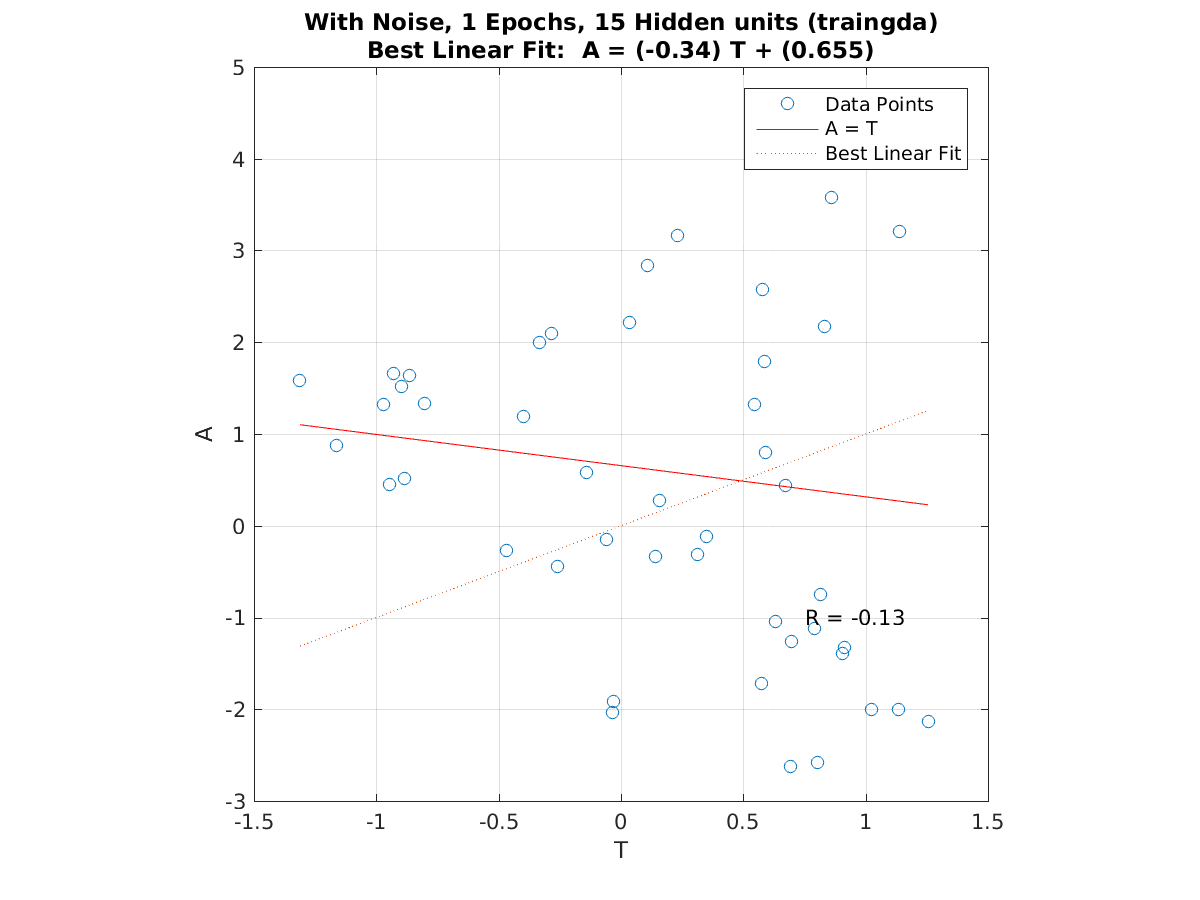 With Noise, 1 Epochs, 15 Hidden units (traingda)
Best Linear Fit:  A = (-0.34) T + (0.655)
5
4
3
2
1
0
-1
-2
-3
A
Data Points
A = T
Best Linear Fit
R = -0.13
-1.5
-1
-0.5
0
0.5
1
1.5
T